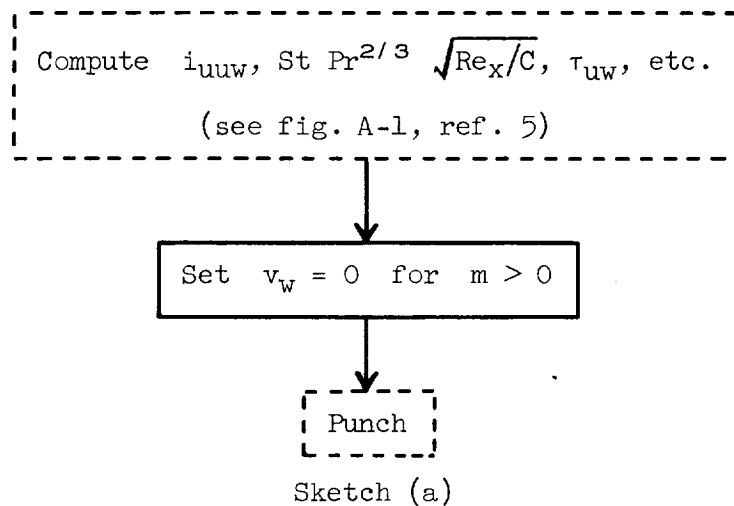 Compute i_uuw, St Pr^2/3 √Re_x/C, τ_uw, etc.
(see fig. A-1, ref. 5)
Set v_w = 0 for m > 0
Punch
Sketch (a)